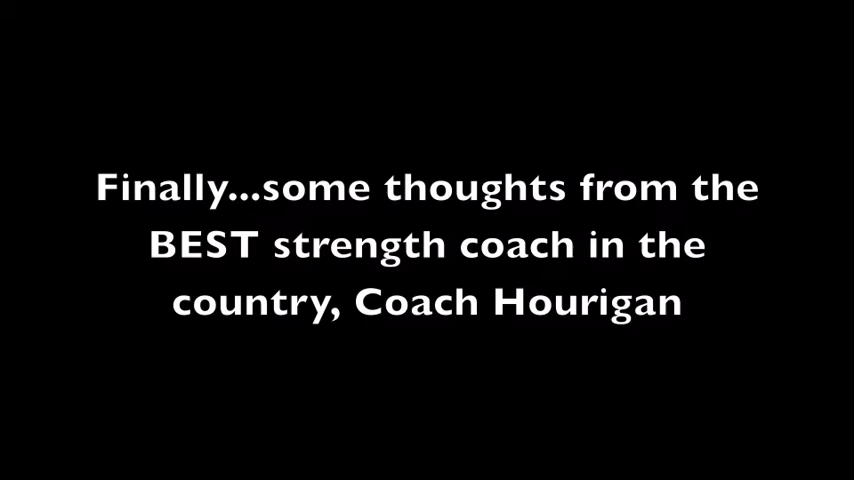 Finally...some thoughts from the
BEST strength coach in the
country, Coach Hourigan